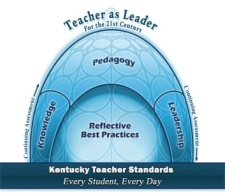 Teacher as Leader
For the 21st Century
Pedagogy
Continuing Assessment
Knowledge
Reflective
Best Practices
Leadership
Continuing Assessment
Kentucky Teacher Standards
Every Student, Every Day